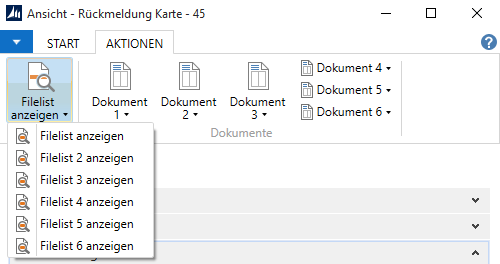 Ansicht - Rückmeldung Karte - 45
START
AKTIONEN
Filelist
anzeigen
Dokument
1
Dokument
2
Dokument
3
Dokument 4
Dokument 5
Dokument 6
Dokumente
Filelist anzeigen
Filelist 2 anzeigen
Filelist 3 anzeigen
Filelist 4 anzeigen
Filelist 5 anzeigen
Filelist 6 anzeigen